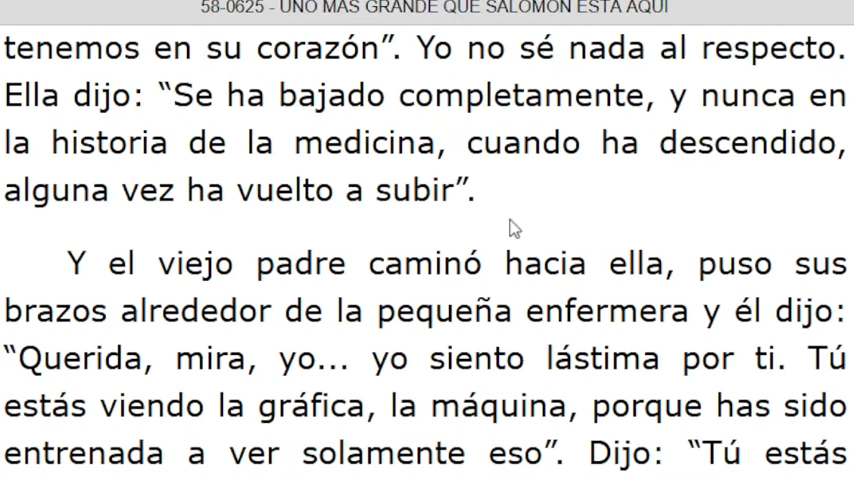 58-0625 - UNO MAS GRANDE QUE SALOMON ESTA AQUI
tenemos en su corazón”. Yo no sé nada al respecto.
Ella dijo: “Se ha bajado completamente, y nunca en
la historia de la medicina, cuando ha descendido,
alguna vez ha vuelto a subir”.
Y el viejo padre caminó hacia ella, puso sus
brazos alrededor de la pequeña enfermera y él dijo:
“Querida, mira, yo... yo siento lástima por ti. Tú
estás viendo la gráfica, la máquina, porque has sido
entrenada a ver solamente eso”. Dijo: “Tú estás